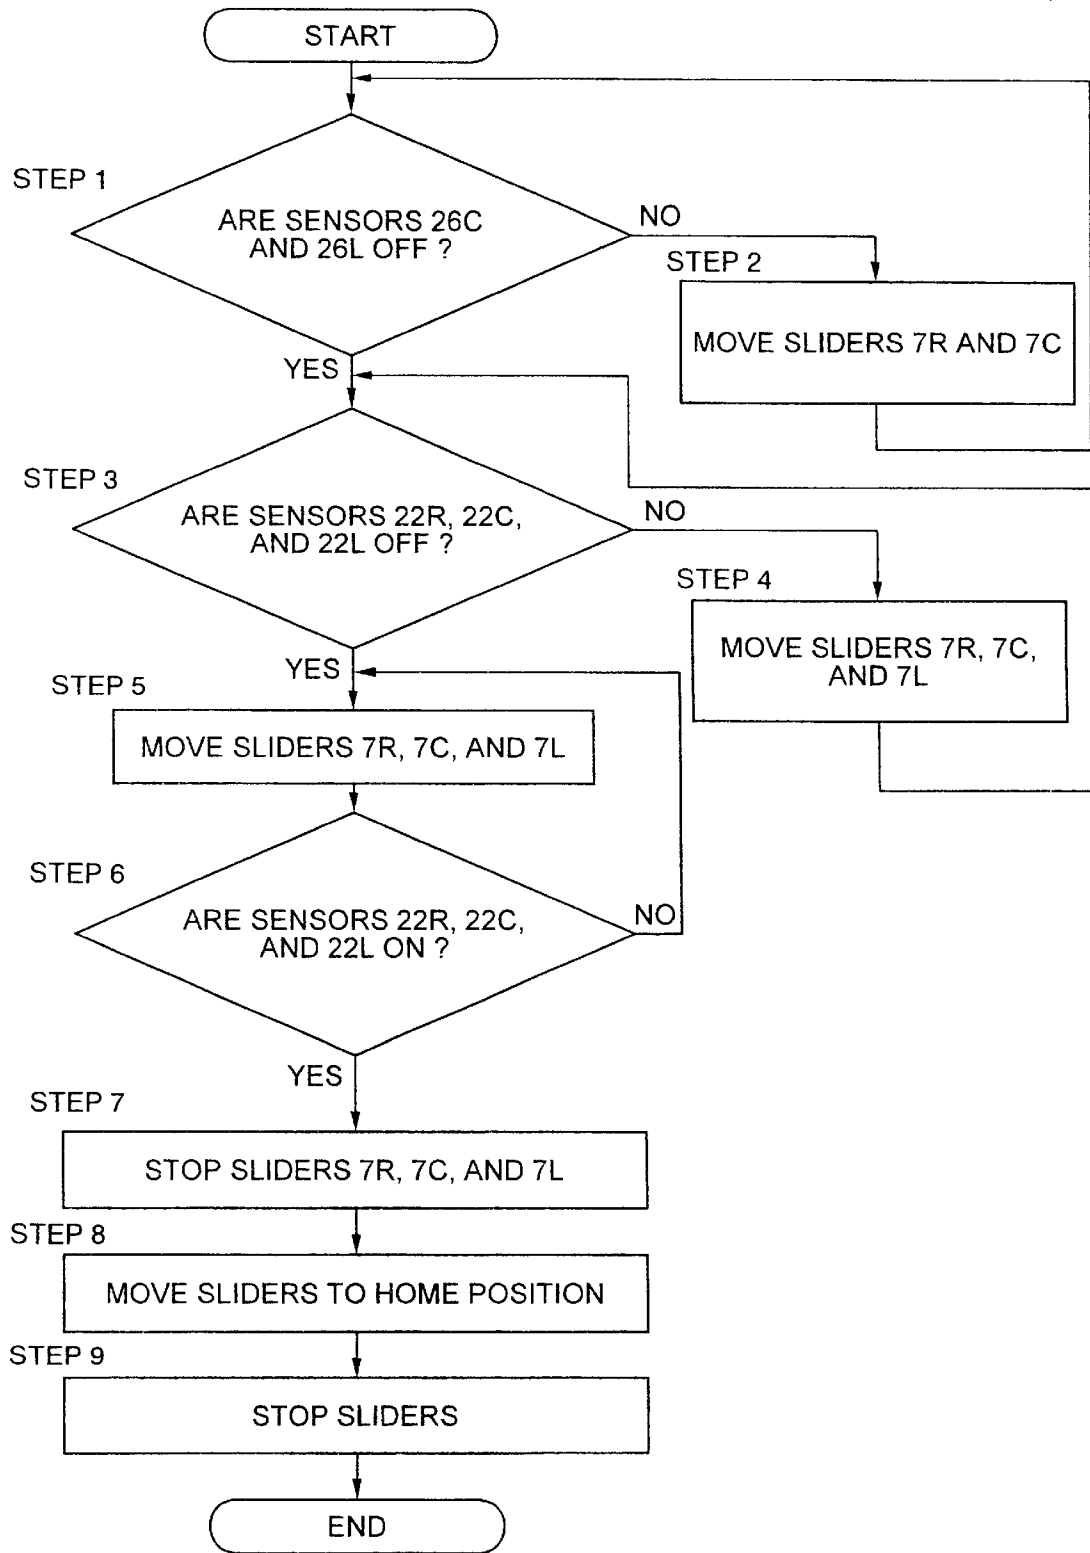 START
STEP 1
ARE SENSORS 26C
AND 26L OFF ?
NO
STEP 2
MOVE SLIDERS 7R AND 7C
YES
STEP 3
ARE SENSORS 22R, 22C,
AND 22L OFF ?
NO
STEP 4
MOVE SLIDERS 7R, 7C,
AND 7L
YES
STEP 5
MOVE SLIDERS 7R, 7C, AND 7L
STEP 6
ARE SENSORS 22R, 22C,
AND 22L ON ?
NO
YES
STEP 7
STOP SLIDERS 7R, 7C, AND 7L
STEP 8
MOVE SLIDERS TO HOME POSITION
STEP 9
STOP SLIDERS
END